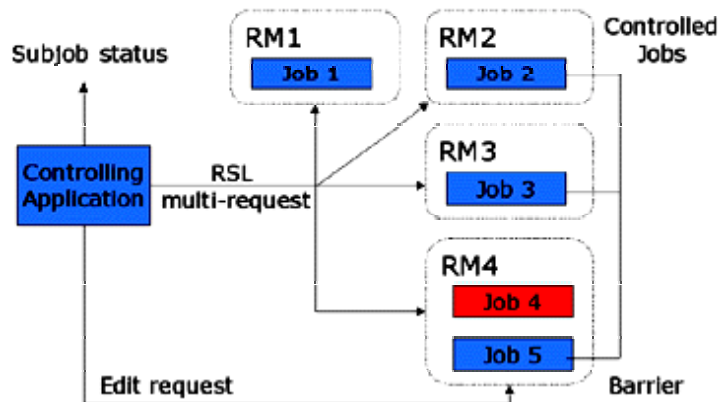 Subjob status
RM1
Job 1
RM2
Job 2
Controlled
Jobs
Controlling
Application
RSL
multi-request
RM3
Job 3
RM4
Job 4
Job 5
Edit request
Barrier